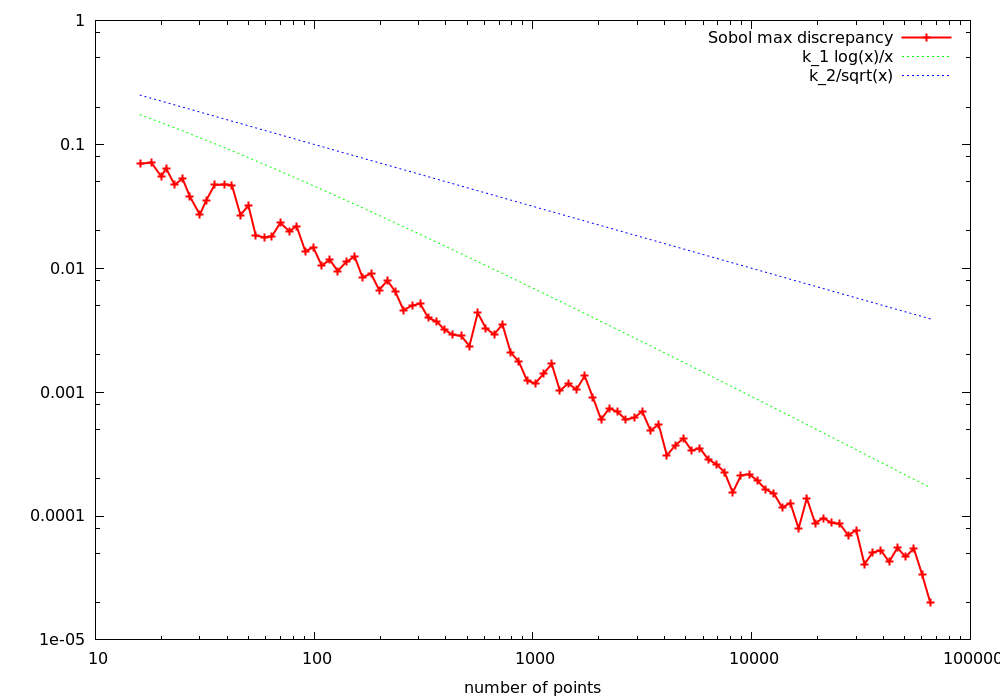 1
Sobol max discrepancy
k_1 log(x)/x
k_2/sqrt(x)
0.1
0.01
0.001
0.0001
1e-05
10 100 1000 10000 100000
number of points